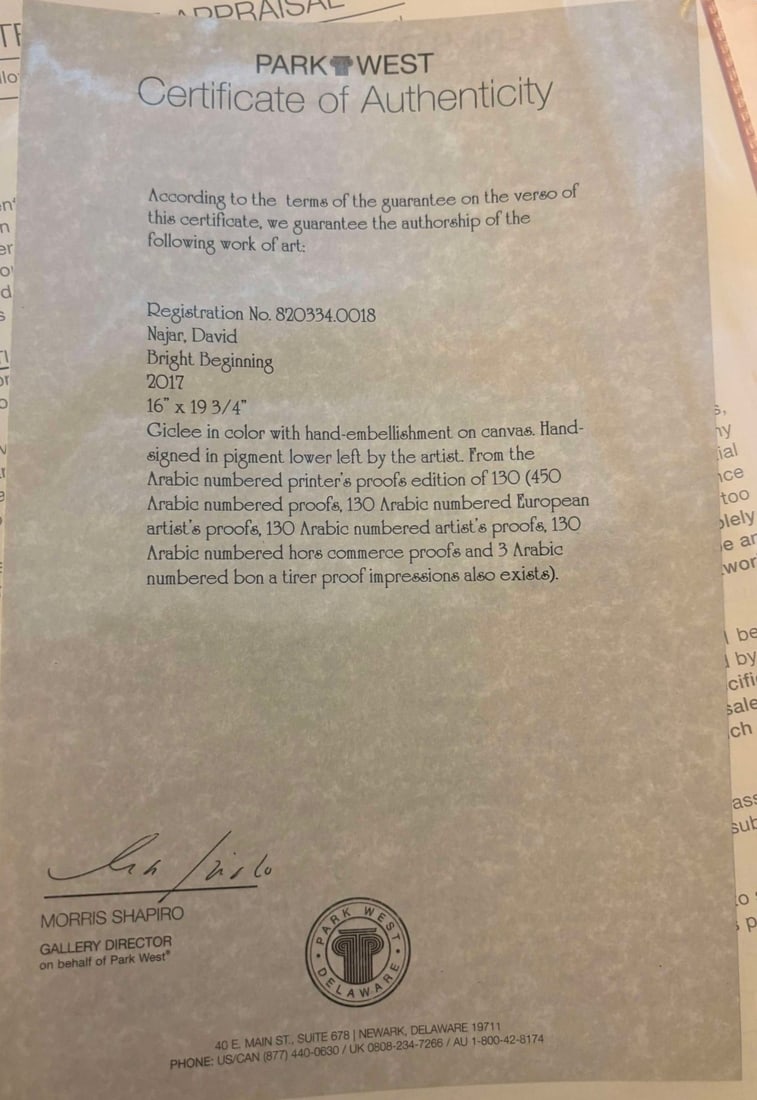 APPRAISAL
PARK WEST
Certificate of Authenticity
According to the terms of the guarantee on the verso of
this certificate, we guarantee the authorship of the
following work of art:
Registration No. 820334.0018
Najar, David
Bright Beginning
2017
16" x 19 3/4"
Giclee in color with hand-embellishment on canvas. Hand-
signed in pigment lower left by the artist. From the
Arabic numbered printer's proofs edition of 130 (450
Arabic numbered proofs, 130 Arabic numbered European
artist's proofs, 130 Arabic numbered artist's proofs, 130
Arabic numbered hors commerce proofs and 3 Arabic
numbered bon a tirer proof impressions also exists).
MORRIS SHAPIRO
GALLERY DIRECTOR
on behalf of Park West®
PARK WEST
DELAWARE
40 E. MAIN ST., SUITE 678 | NEWARK, DELAWARE 19711
PHONE: US/CAN (877) 440-0630 / UK 0808-234-7266 / AU 1-800-42-8174